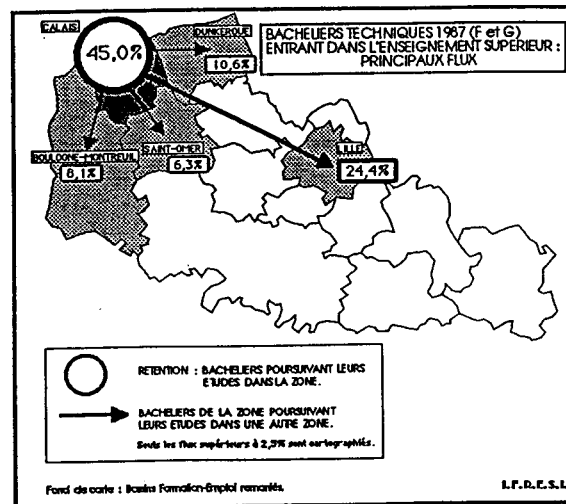 CALAIS
45,0%
DUNKERQUE
10,6%
BACHELIERS TECHNIQUES 1987 (F et G)
ENTRANT DANS L'ENSEIGNEMENT SUPERIEUR :
PRINCIPAUX FLUX
BOULOGNE-MONTREUIL
8,1%
SAINT-OMER
6,3%
LILLE
24,4%
RETENTION : BACHELIERS POURSUIVANT LEURS
ETUDES DANS LA ZONE.
BACHELIERS DE LA ZONE POURSUIVANT
LEURS ETUDES DANS UNE AUTRE ZONE.
Seuls les flux supérieurs à 2,5% sont cartographiés.
Fond de carte : Bassins Formation-Emploi remaniés.
I.F.R.E.S.I.